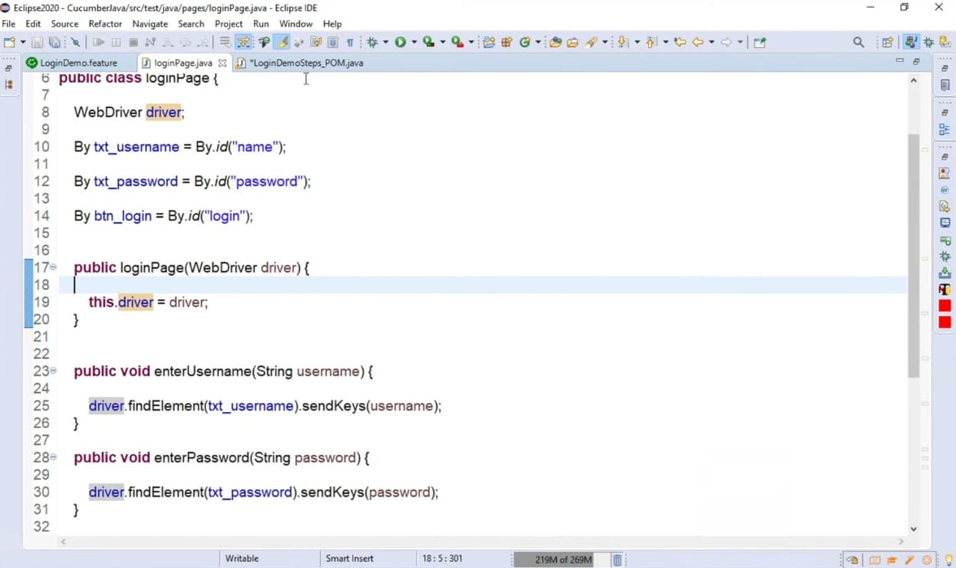 Eclipse2020 - CucumberJava/src/test/java/pages/loginPage.java - Eclipse IDE
File Edit Source Refactor Navigate Search Project Run Window Help
LoginDemo.feature loginPage.java *LoginDemoSteps_POM.java
6 public class loginPage {
7
8 WebDriver driver;
9
10 By txt_username = By.id("name");
11
12 By txt_password = By.id("password");
13
14 By btn_login = By.id("login");
15
16
17 public loginPage(WebDriver driver) {
18
19 this.driver = driver;
20 }
21
22
23 public void enterUsername(String username) {
24
25 driver.findElement(txt_username).sendKeys(username);
26 }
27
28 public void enterPassword(String password) {
29
30 driver.findElement(txt_password).sendKeys(password);
31 }
32
Writable Smart Insert 18 : 5 : 301 219M of 269M